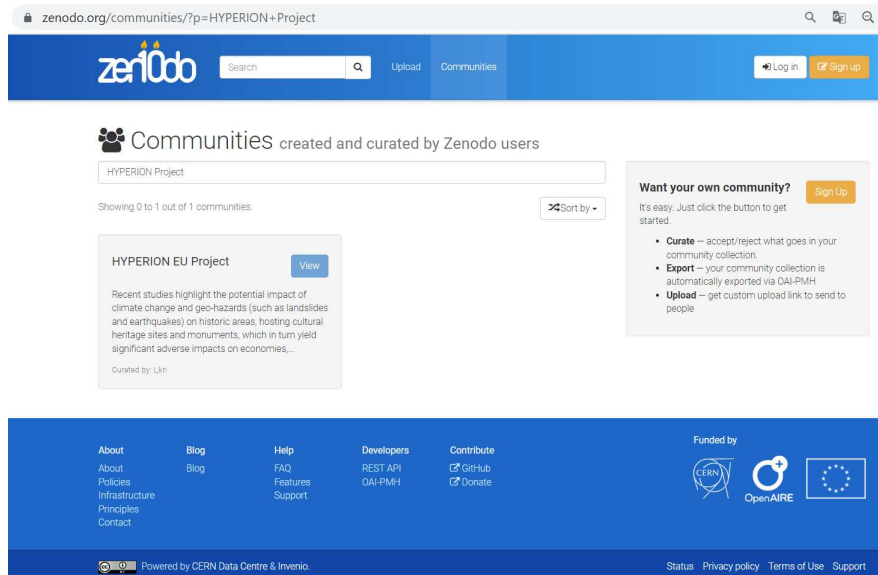 zenodo.org/communities/?p=HYPERION+Project
zen10do
Search
Upload
Communities
Log in
Sign up
Communities created and curated by Zenodo users
HYPERION Project
Showing 0 to 1 out of 1 communities.
Sort by
HYPERION EU Project
View
Recent studies highlight the potential impact of
climate change and geo-hazards (such as landslides
and earthquakes) on historic areas, hosting cultural
heritage sites and monuments, which in turn yield
significant adverse impacts on economies,...
Curated by: I_kri
Want your own community?
Sign Up
It's easy. Just click the button to get
started.
• Curate — accept/reject what goes in your
community collection.
• Export — your community collection is
automatically exported via OAI-PMH
• Upload — get custom upload link to send to
people
About
About
Policies
Infrastructure
Principles
Contact
Blog
Blog
Help
FAQ
Features
Support
Developers
REST API
OAI-PMH
Contribute
GitHub
Donate
Funded by
CERN
OpenAIRE
Powered by CERN Data Centre & Invenio.
Status Privacy policy Terms of Use Support